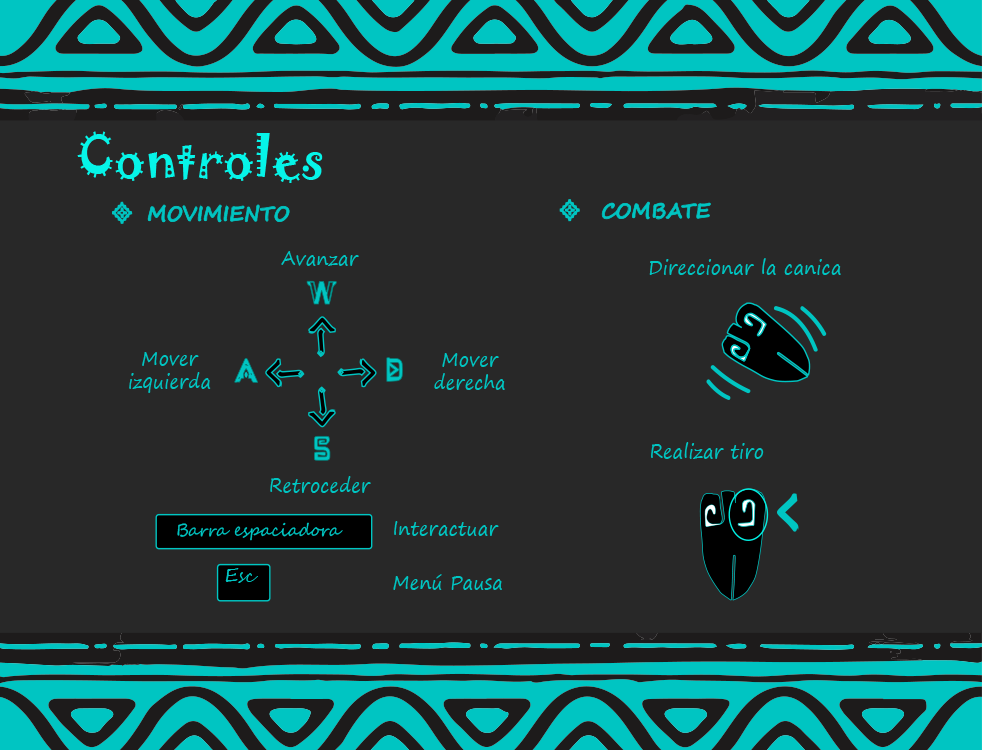 Controles
MOVIMIENTO
Avanzar
W
Mover
izquierda
A
D
Mover
derecha
S
Retroceder
Barra espaciadora
Interactuar
Esc
Menú Pausa
COMBATE
Direccionar la canica
Realizar tiro